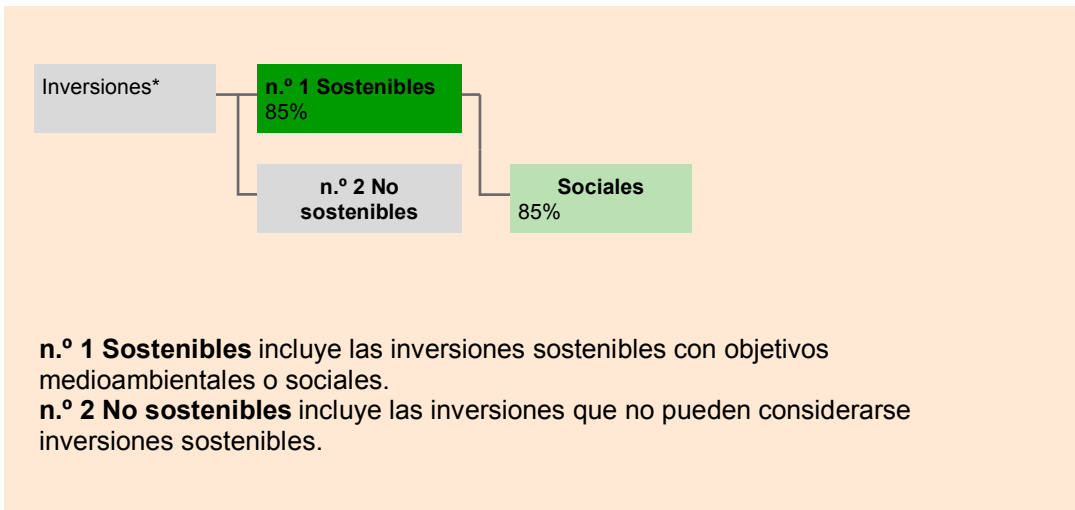 Inversiones*
n.º 1 Sostenibles
85%
n.º 2 No
sostenibles
Sociales
85%
n.º 1 Sostenibles incluye las inversiones sostenibles con objetivos
medioambientales o sociales.
n.º 2 No sostenibles incluye las inversiones que no pueden considerarse
inversiones sostenibles.